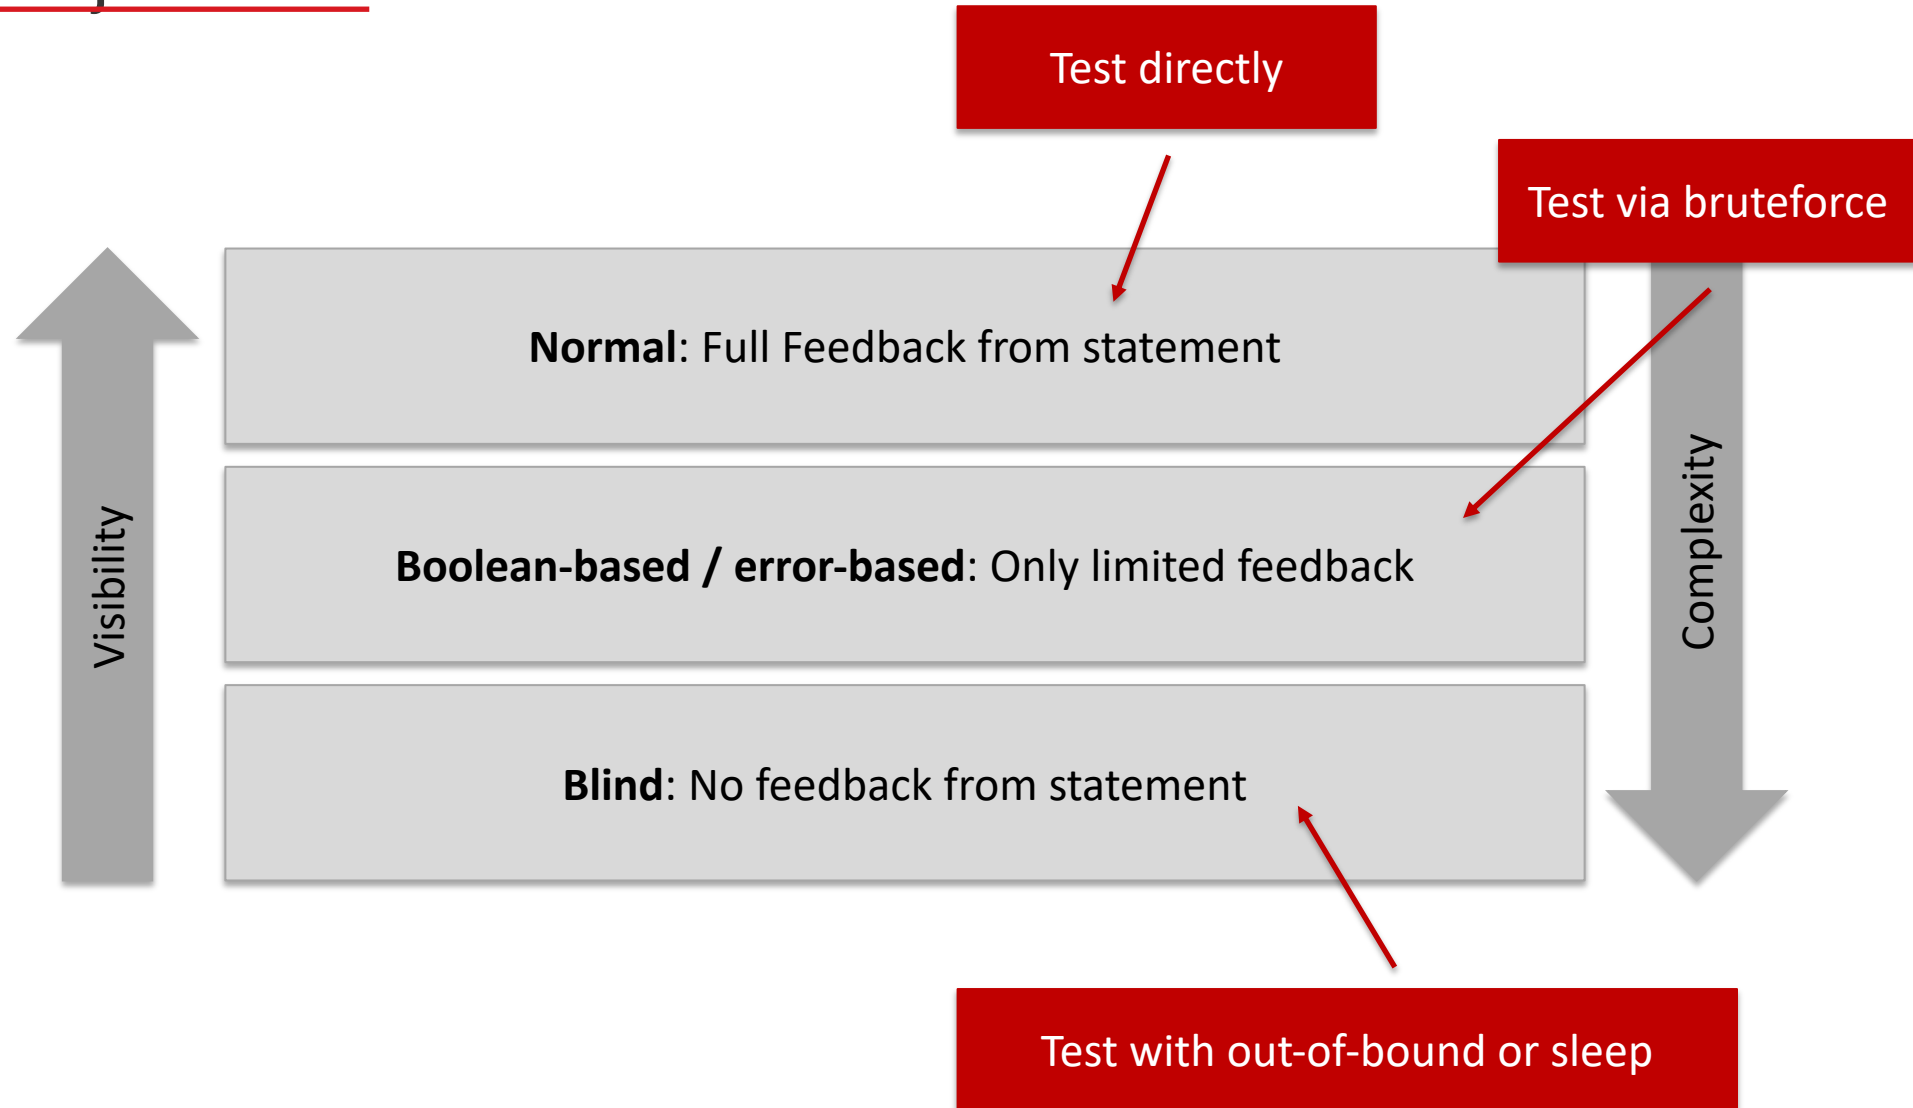 Test directly
Test via bruteforce
Normal: Full Feedback from statement
Visibility
Complexity
Boolean-based / error-based: Only limited feedback
Blind: No feedback from statement
Test with out-of-bound or sleep